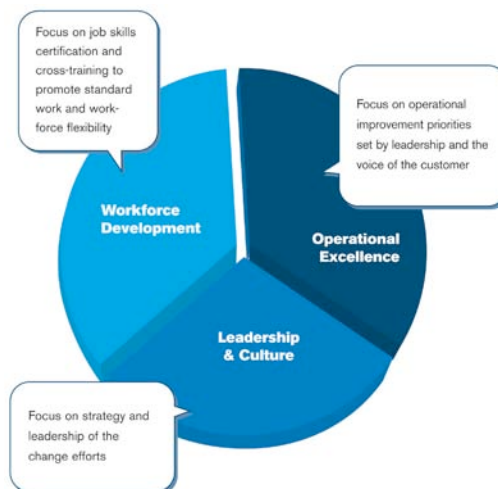 Focus on job skills
certification and
cross-training to
promote standard
work and work-
force flexibility
Focus on operational
improvement priorities
set by leadership and the
voice of the customer
Workforce
Development
Operational
Excellence
Leadership
& Culture
Focus on strategy and
leadership of the
change efforts